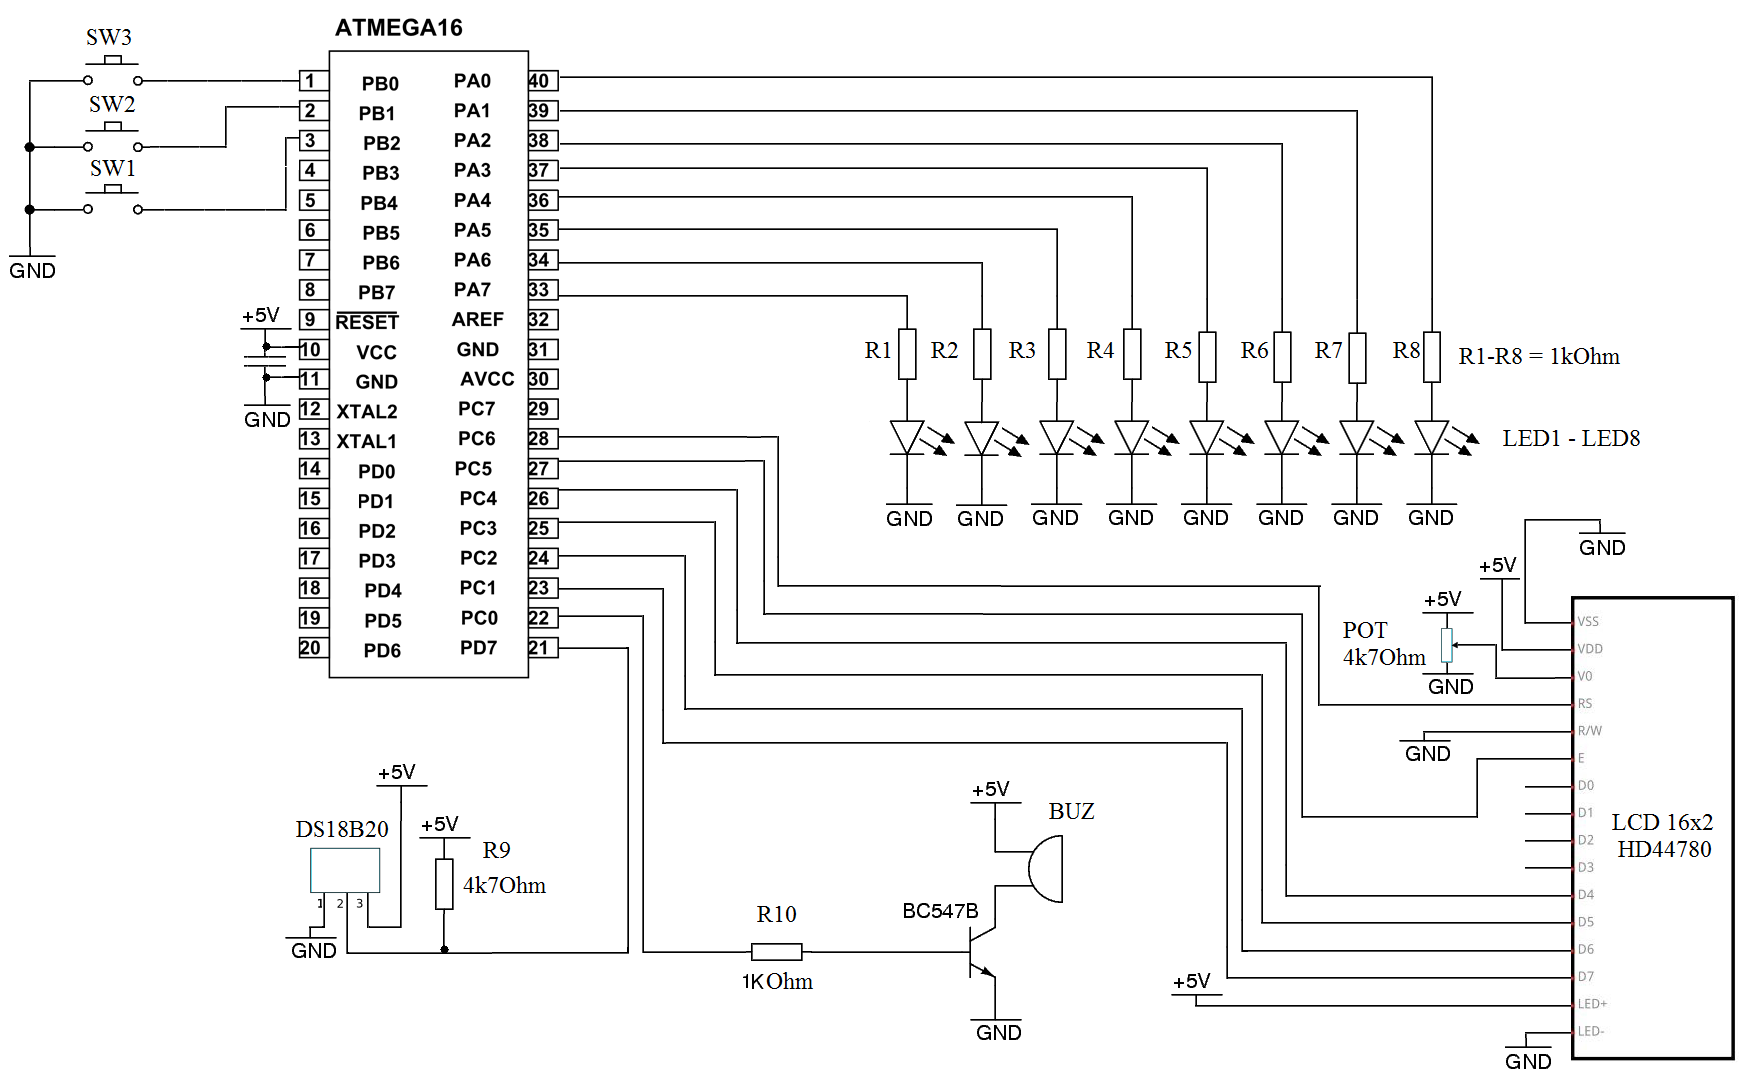 ATMEGA16
SW3
SW2
SW1
GND
1 PB0 PA0 40
2 PB1 PA1 39
3 PB2 PA2 38
4 PB3 PA3 37
5 PB4 PA4 36
6 PB5 PA5 35
7 PB6 PA6 34
8 PB7 PA7 33
9 RESET AREF 32
10 VCC GND 31
11 GND AVCC 30
12 XTAL2 PC7 29
13 XTAL1 PC6 28
14 PD0 PC5 27
15 PD1 PC4 26
16 PD2 PC3 25
17 PD3 PC2 24
18 PD4 PC1 23
19 PD5 PC0 22
20 PD6 PD7 21
+5V
GND
R1 R2 R3 R4 R5 R6 R7 R8 R1-R8 = 1kOhm
LED1 - LED8
GND GND GND GND GND GND GND GND
GND
+5V
+5V
POT
4k7Ohm
GND
GND
VSS
VDD
V0
RS
R/W
E
D0
D1
D2
D3
D4
D5
D6
D7
LED+
LED-
LCD 16x2
HD44780
+5V
GND
+5V
DS18B20
1 2 3
GND
+5V
R9
4k7Ohm
R10
1KOhm
+5V
BUZ
BC547B
GND